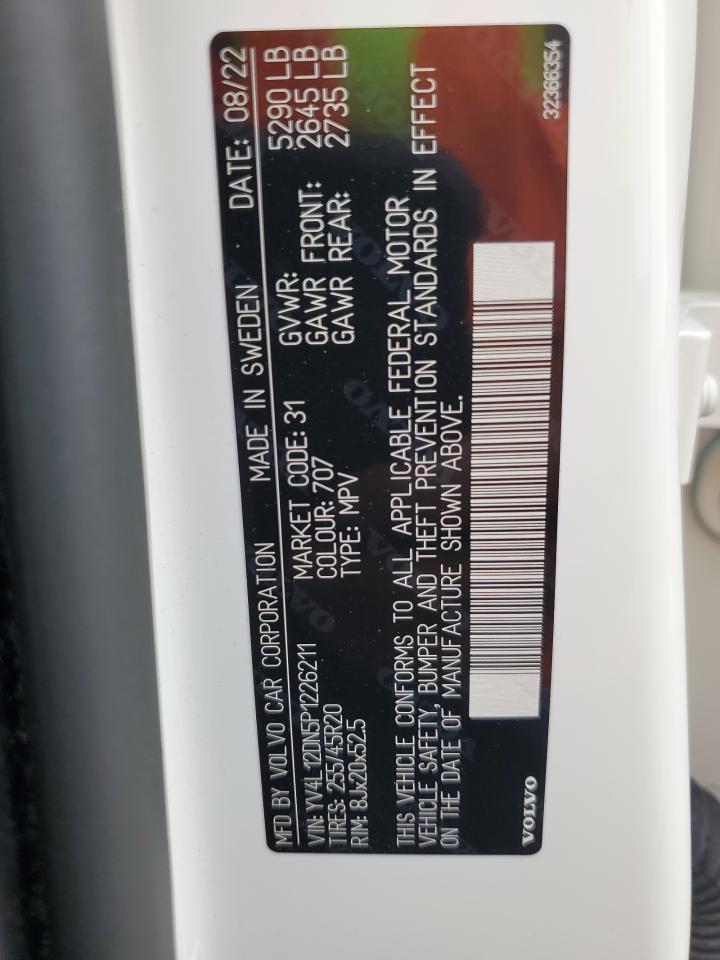 MFD BY VOLVO CAR CORPORATION MADE IN SWEDEN DATE: 08/22
VIN: YV4L12DN5P1226211 MARKET CODE: 31 GVWR: 5290 LB
TIRES: 255/45R20 COLOUR: 707 GAWR FRONT: 2645 LB
RIM: 8Jx20x52.5 TYPE: MPV GAWR REAR: 2735 LB
THIS VEHICLE CONFORMS TO ALL APPLICABLE FEDERAL MOTOR
VEHICLE SAFETY, BUMPER AND THEFT PREVENTION STANDARDS IN EFFECT
ON THE DATE OF MANUFACTURE SHOWN ABOVE.
VOLVO 32366354